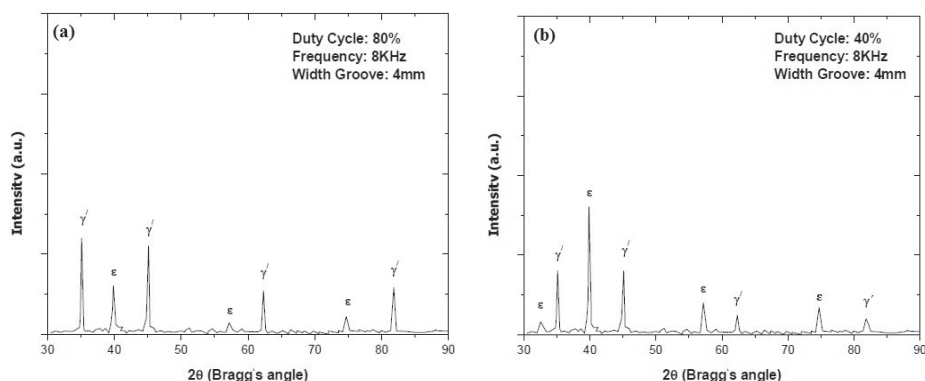 (a)
Duty Cycle: 80%
Frequency: 8KHz
Width Groove: 4mm
Intensity (a.u.)
γ′
ε
γ′
ε
γ′
ε
γ′
30 40 50 60 70 80 90
2θ (Bragg's angle)
(b)
Duty Cycle: 40%
Frequency: 8KHz
Width Groove: 4mm
Intensity (a.u.)
ε
γ′
ε
γ′
ε
γ′
ε
γ′
30 40 50 60 70 80 90
2θ (Bragg's angle)